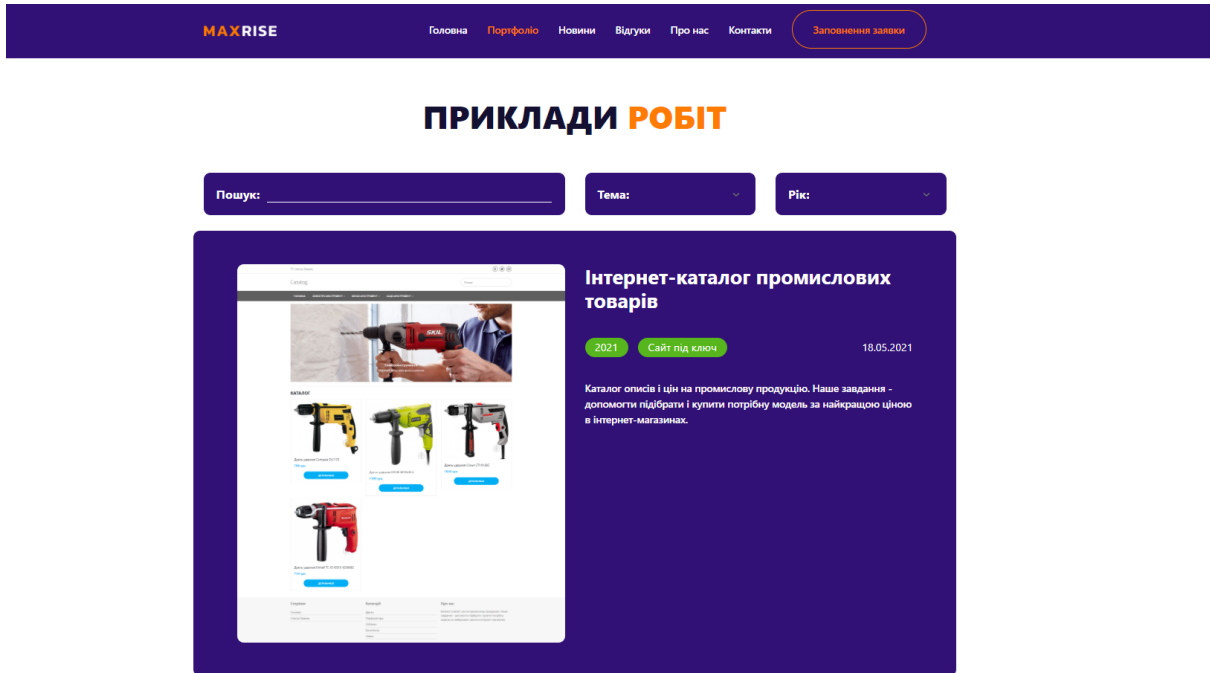 MAXRISE
Головна Портфоліо Новини Відгуки Про нас Контакти Заповнення заявки
ПРИКЛАДИ РОБІТ
Пошук: Тема: Рік:
Інтернет-каталог промислових
товарів
2021 Сайт під ключ 18.05.2021
Каталог описів і цін на промислову продукцію. Наше завдання -
допомогти підібрати і купити потрібну модель за найкращою ціною
в інтернет-магазинах.
Catalog
SKIL
КАТАЛОГ